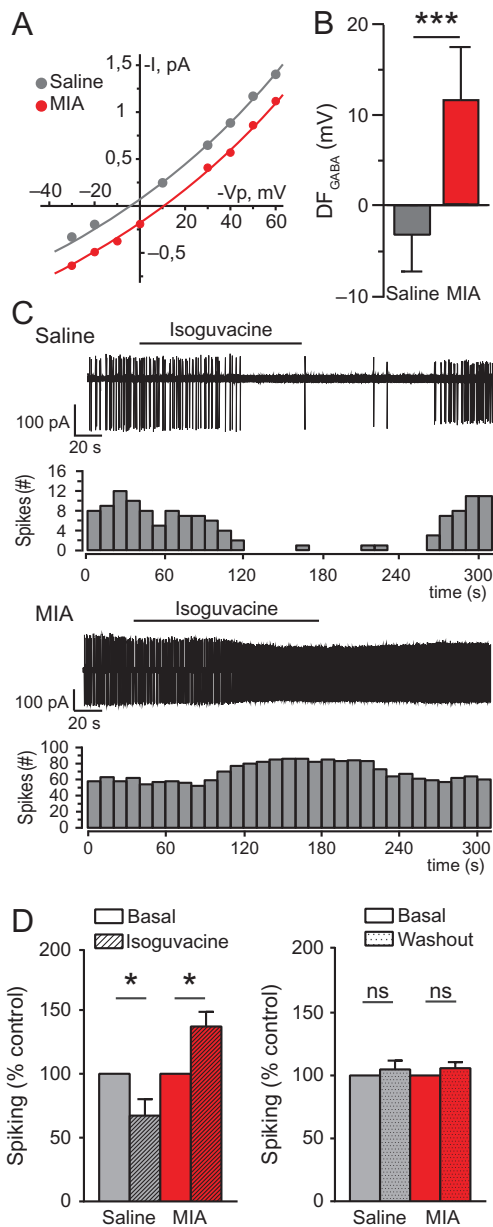 A
Saline
MIA
-I, pA
1,5
1
0,5
−0,5
−40
−20
20
40
60
-Vp, mV
B
***
DF GABA (mV)
20
10
0
−10
Saline
MIA
C
Saline
Isoguvacine
100 pA
20 s
Spikes (#)
16
12
8
4
0
0
60
120
180
240
300
time (s)
MIA
Isoguvacine
100 pA
20 s
Spikes (#)
100
80
60
40
20
0
0
60
120
180
240
300
time (s)
D
Basal
Isoguvacine
Spiking (% control)
200
150
100
50
0
*
*
Saline
MIA
Basal
Washout
Spiking (% control)
200
150
100
50
0
ns
ns
Saline
MIA